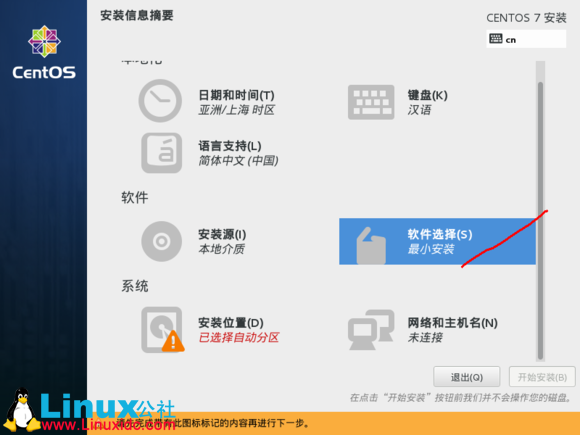 安装信息摘要
CENTOS 7 安装
cn
CentOS
本地化
日期和时间(T)
亚洲/上海 时区
键盘(K)
汉语
语言支持(L)
简体中文 (中国)
软件
安装源(I)
本地介质
软件选择(S)
最小安装
系统
安装位置(D)
已选择自动分区
网络和主机名(N)
未连接
退出(Q)
开始安装(B)
在点击“开始安装”按钮前我们并不会操作您的磁盘。
Linux公社
www.Linuxidc.com
请先完成带有此图标标记的内容再进行下一步。